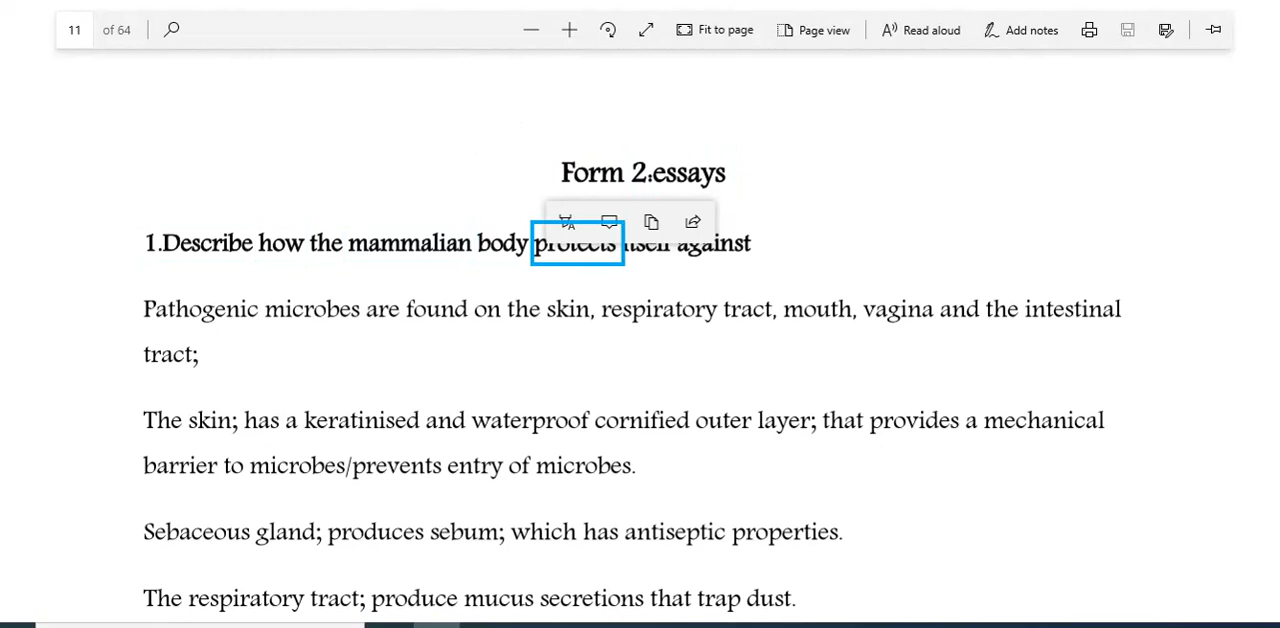 11 of 64 Fit to page Page view Read aloud Add notes
Form 2:essays
1.Describe how the mammalian body protects itself against
Pathogenic microbes are found on the skin, respiratory tract, mouth, vagina and the intestinal
tract;
The skin; has a keratinised and waterproof cornified outer layer; that provides a mechanical
barrier to microbes/prevents entry of microbes.
Sebaceous gland; produces sebum; which has antiseptic properties.
The respiratory tract; produce mucus secretions that trap dust.